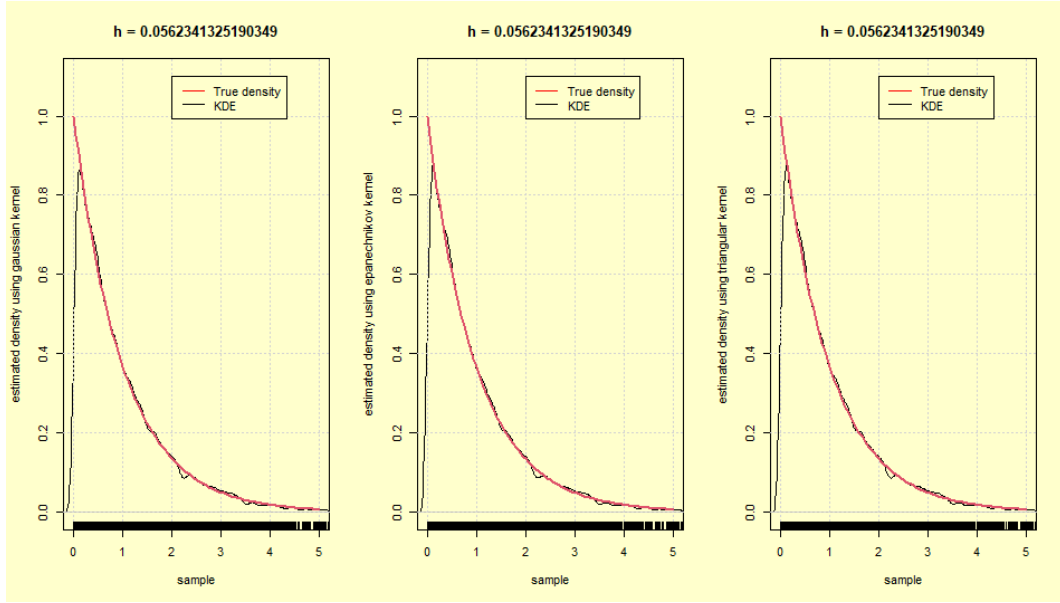 h = 0.0562341325190349
True density
KDE
estimated density using gaussian kernel
1.0
0.8
0.6
0.4
0.2
0.0
0 1 2 3 4 5
sample
h = 0.0562341325190349
True density
KDE
estimated density using epanechnikov kernel
1.0
0.8
0.6
0.4
0.2
0.0
0 1 2 3 4 5
sample
h = 0.0562341325190349
True density
KDE
estimated density using triangular kernel
1.0
0.8
0.6
0.4
0.2
0.0
0 1 2 3 4 5
sample